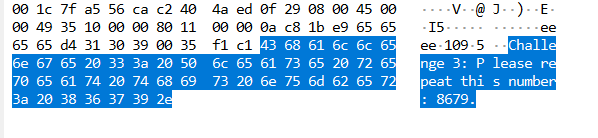 00 1c 7f a5 56 ca c2 40 4a ed 0f 29 08 00 45 00 ····V··@ J··)··E·
00 49 35 10 00 00 80 11 00 00 0a c8 1b e9 65 65 ·I5····· ······ee
65 65 d4 31 30 39 00 35 f1 c1 43 68 61 6c 6c 65 ee·109·5 ··Challe
6e 67 65 20 33 3a 20 50 6c 65 61 73 65 20 72 65 nge 3: P lease re
70 65 61 74 20 74 68 69 73 20 6e 75 6d 62 65 72 peat thi s number
3a 20 38 36 37 39 2e : 8679.